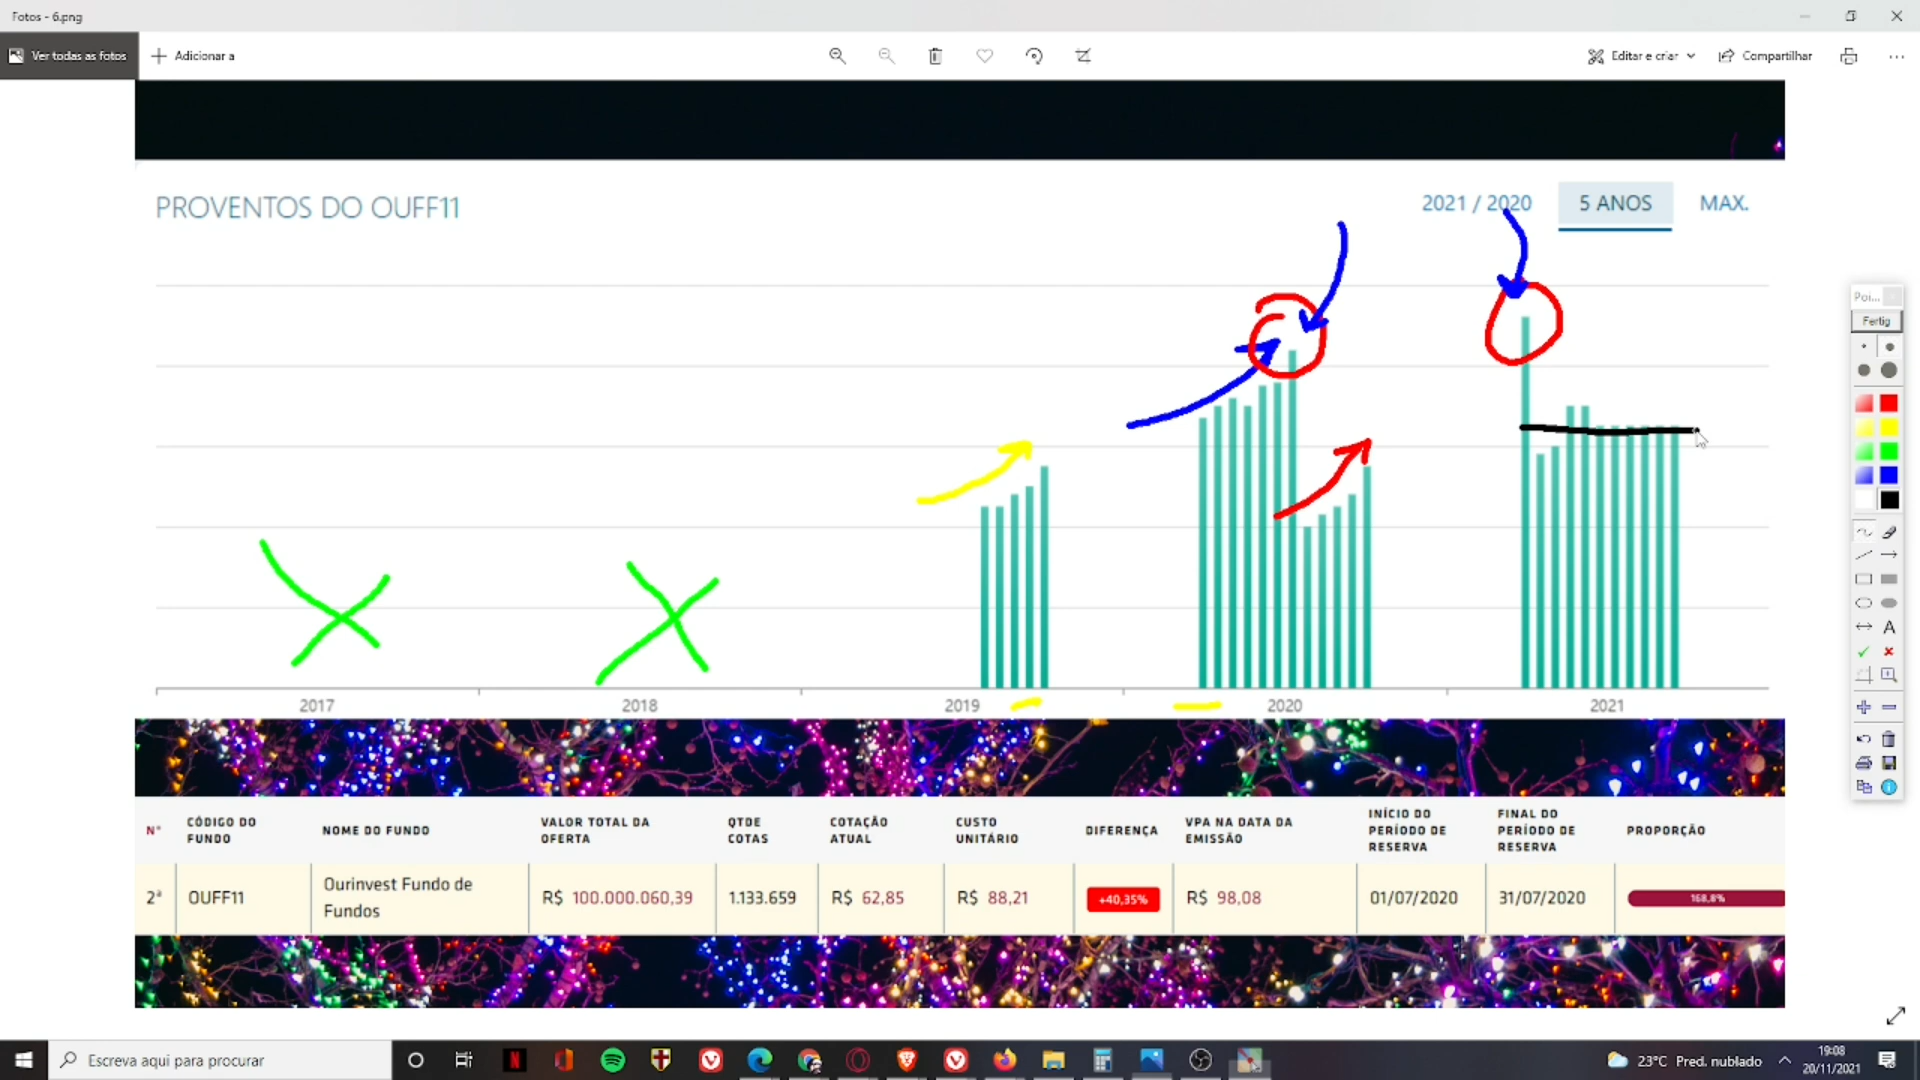 Fotos - 6.png
Ver todas as fotos
Adicionar a
Editar e criar
Compartilhar
PROVENTOS DO OUFF11
2021 / 2020
5 ANOS
MAX.
Poi...
Fertig
A
2017
2018
2019
2020
2021
N°
CÓDIGO DO FUNDO
NOME DO FUNDO
VALOR TOTAL DA OFERTA
QTDE COTAS
COTAÇÃO ATUAL
CUSTO UNITÁRIO
DIFERENÇA
VPA NA DATA DA EMISSÃO
INÍCIO DO PERÍODO DE RESERVA
FINAL DO PERÍODO DE RESERVA
PROPORÇÃO
2ª
OUFF11
Ourinvest Fundo de Fundos
R$ 100.000.060,39
1.133.659
R$ 62,85
R$ 88,21
+40,35%
R$ 98,08
01/07/2020
31/07/2020
168,8%
Escreva aqui para procurar
23°C Pred. nublado
19:08
20/11/2021